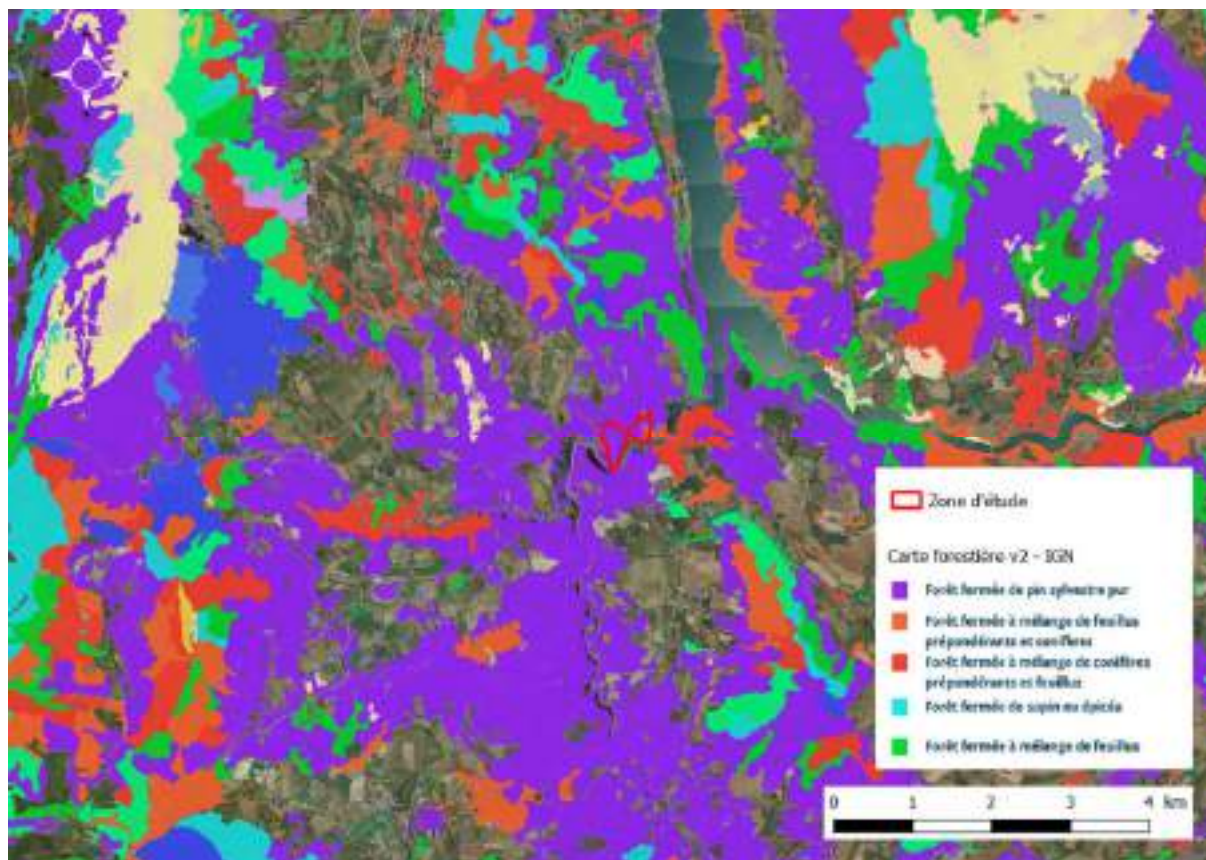 Zone d'étude
Carte forestière v2 - IGN
Forêt fermée de pin sylvestre pur
Forêt fermée à mélange de feuillus
prépondérants et conifères
Forêt fermée à mélange de conifères
prépondérants et feuillus
Forêt fermée de sapin ou épicéa
Forêt fermée à mélange de feuillus
0 1 2 3 4 km